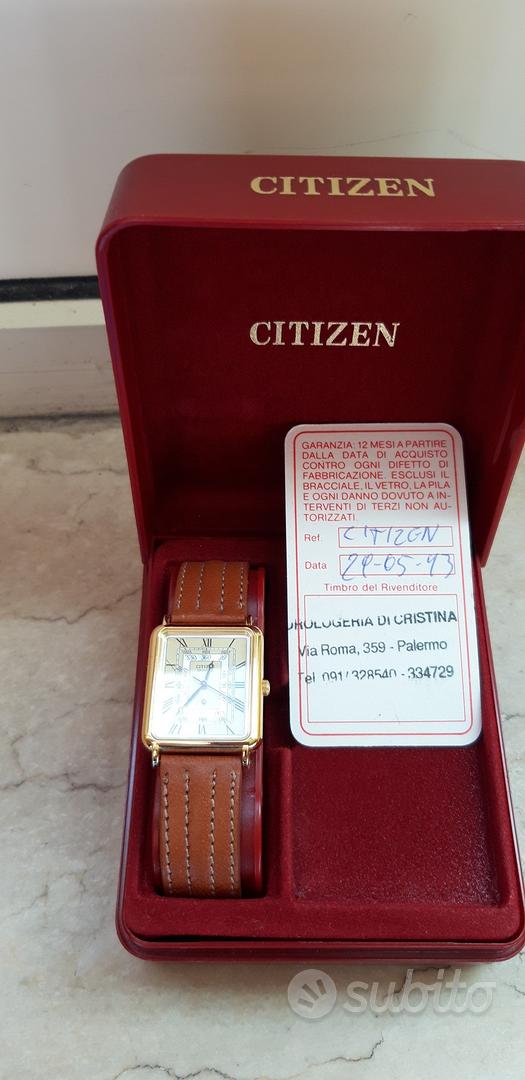 CITIZEN
CITIZEN
GARANZIA: 12 MESI A PARTIRE
DALLA DATA DI ACQUISTO
CONTRO OGNI DIFETTO DI
FABBRICAZIONE. ESCLUSI IL
BRACCIALE, IL VETRO, LA PILA
E OGNI DANNO DOVUTO A IN-
TERVENTI DI TERZI NON AU-
TORIZZATI.
Ref. CITIZEN
Data 29-05-93
Timbro del Rivenditore
OROLOGERIA DI CRISTINA
Via Roma, 359 - Palermo
Tel. 091/328540 - 334729
CITIZEN
subito